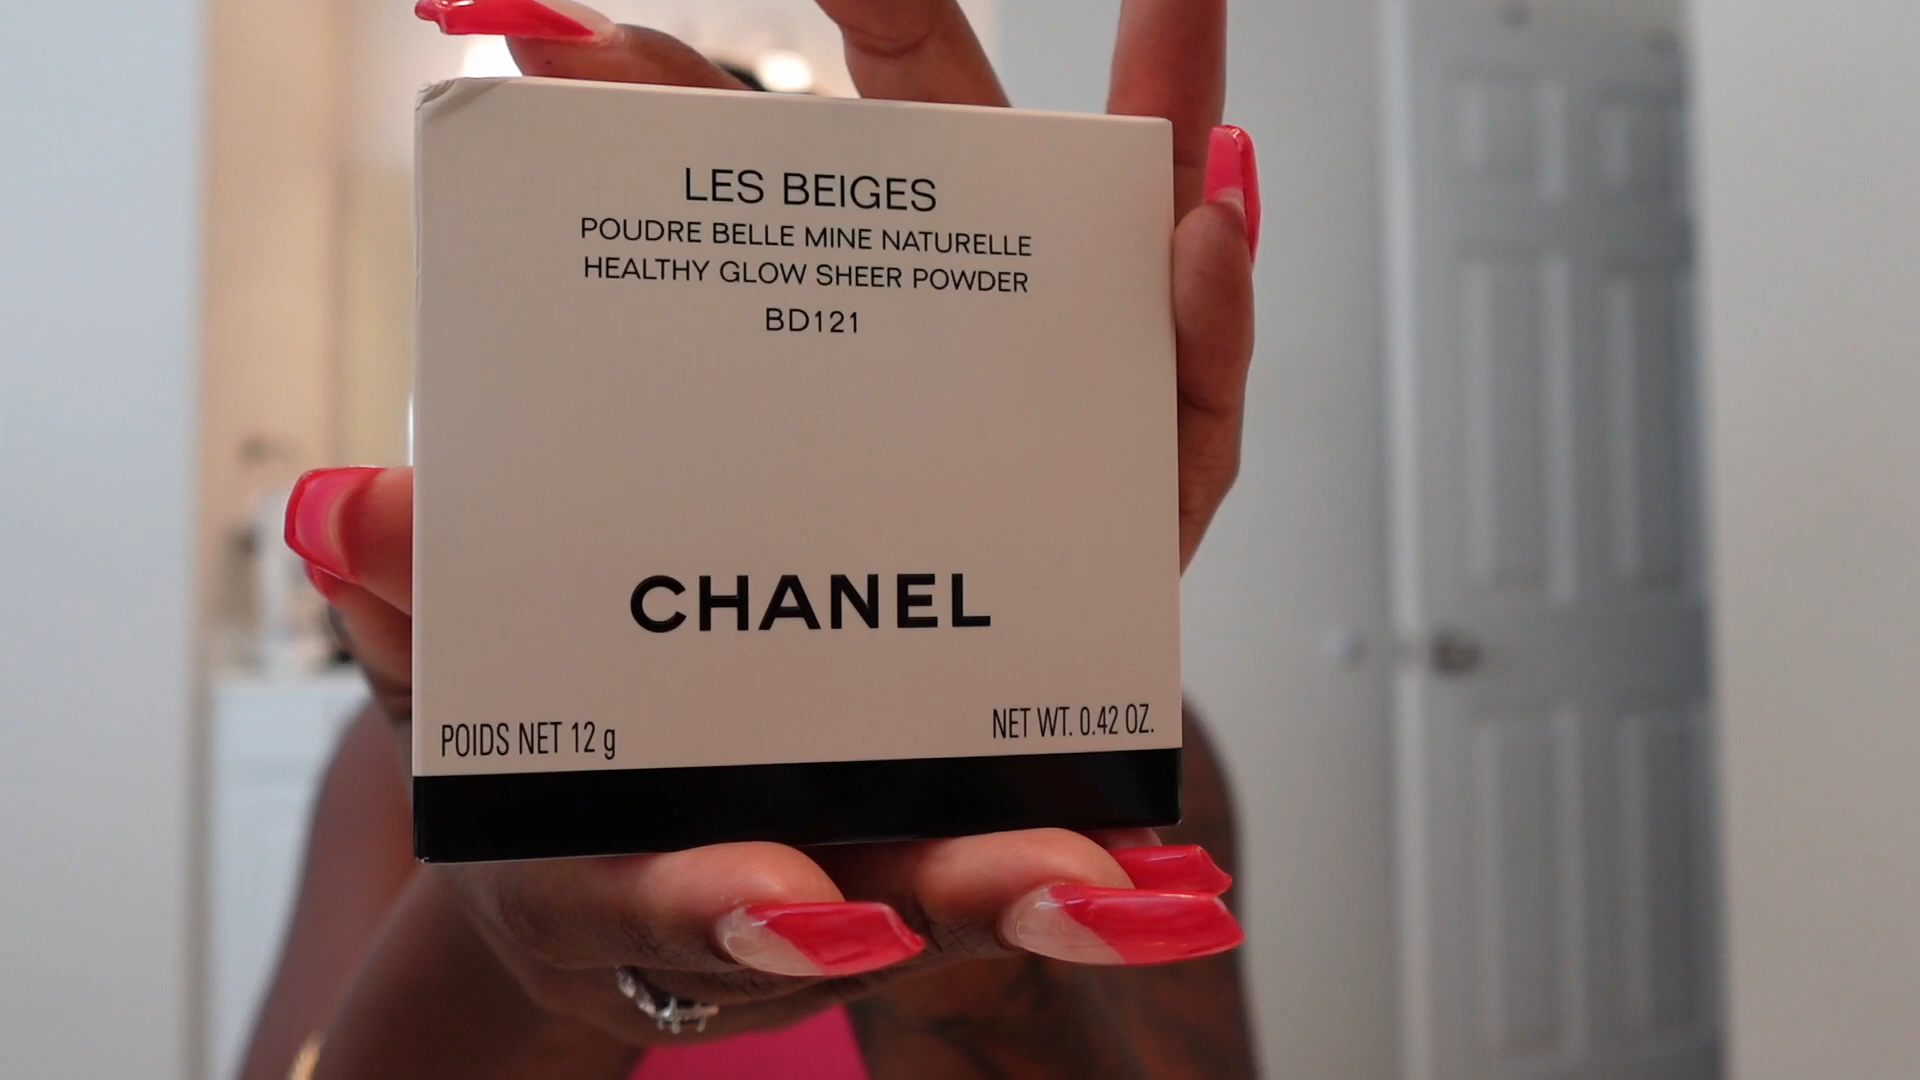 LES BEIGES
POUDRE BELLE MINE NATURELLE
HEALTHY GLOW SHEER POWDER
BD121
CHANEL
POIDS NET 12 g
NET WT. 0.42 OZ.